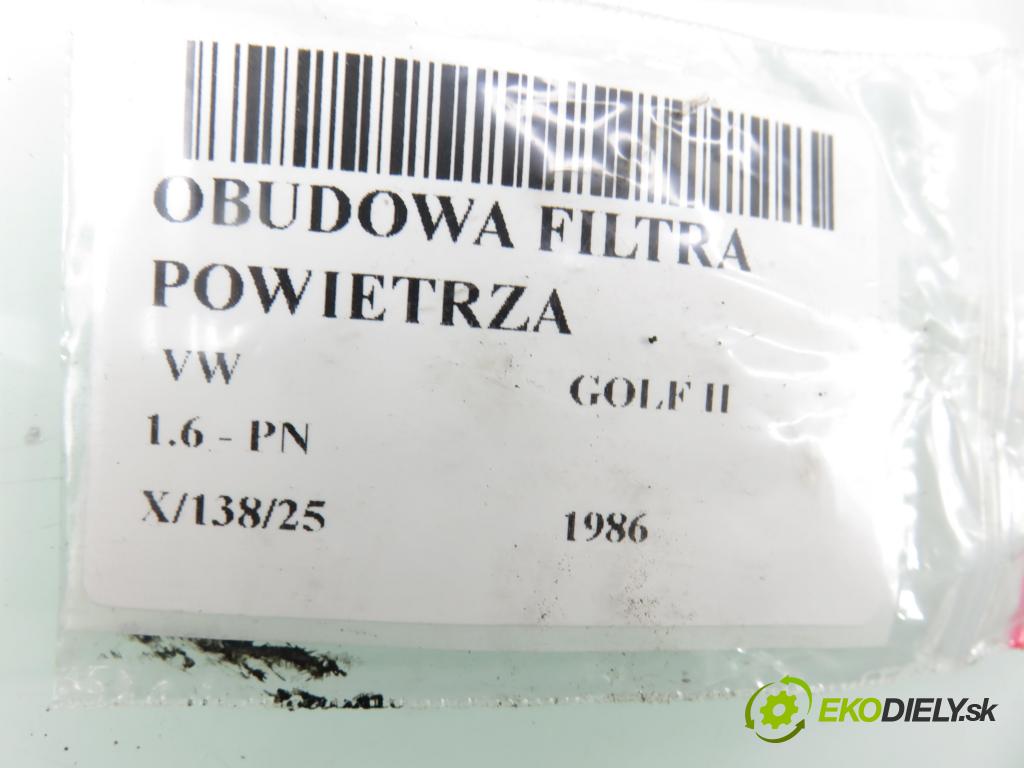 OBUDOWA FILTRA
POWIETRZA
VW GOLF II
1.6 - PN
X/138/25 1986
EKODIELY.sk